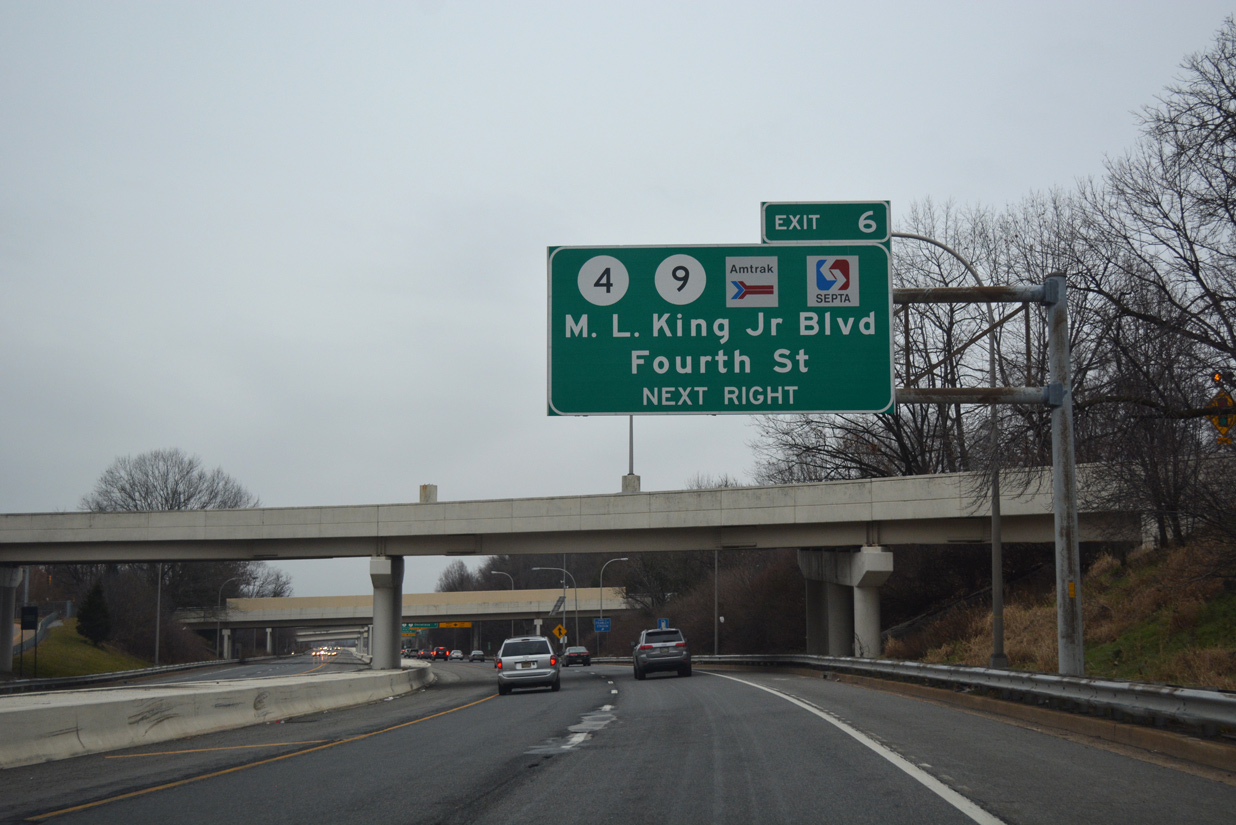 EXIT 6
4 9 Amtrak SEPTA
M. L. King Jr Blvd
Fourth St
NEXT RIGHT